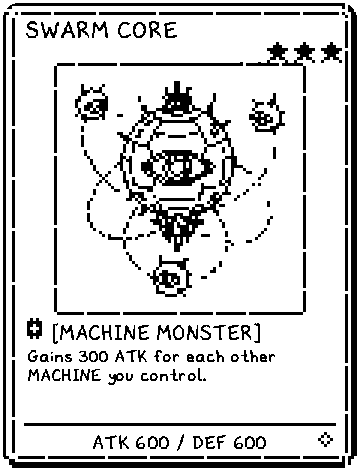 SWARM CORE
[MACHINE MONSTER]
Gains 300 ATK for each other
MACHINE you control.
ATK 600 / DEF 600